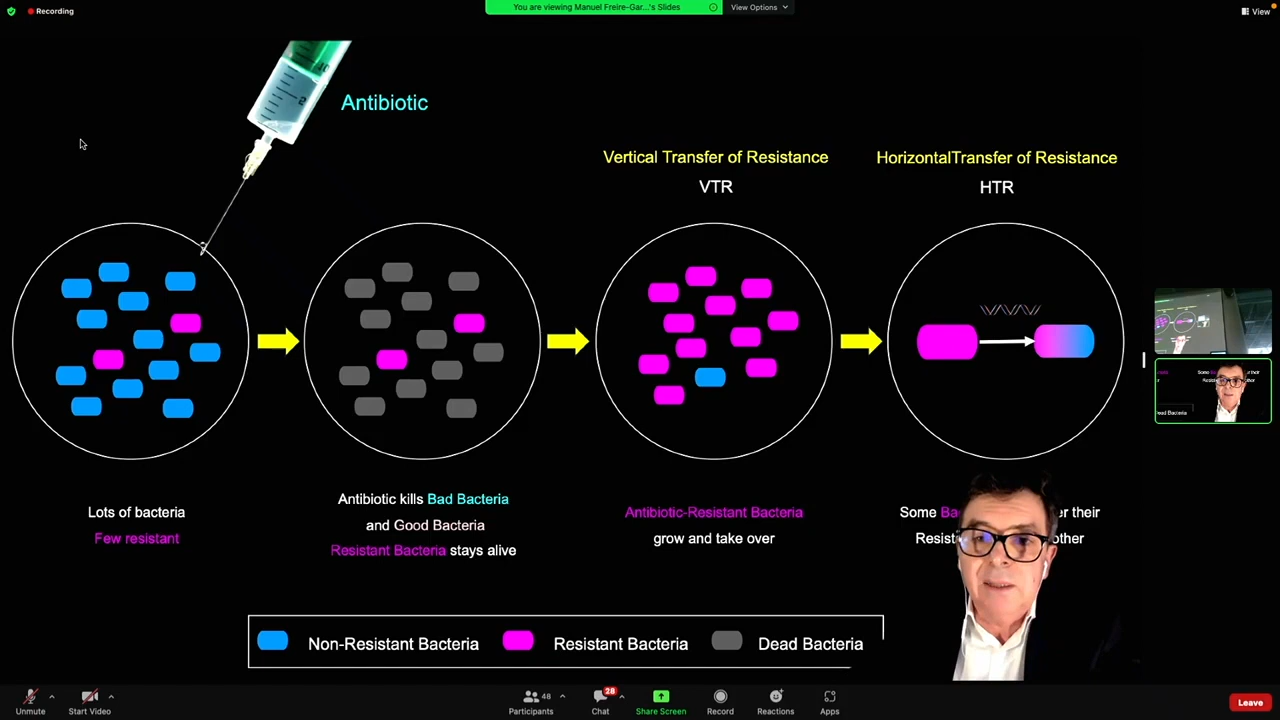 Recording
You are viewing Manuel Freire-Gar...'s Slides
View Options
View
Antibiotic
Vertical Transfer of Resistance
VTR
HorizontalTransfer of Resistance
HTR
Lots of bacteria
Few resistant
Antibiotic kills Bad Bacteria
and Good Bacteria
Resistant Bacteria stays alive
Antibiotic-Resistant Bacteria
grow and take over
Some
er their
other
Non-Resistant Bacteria
Resistant Bacteria
Dead Bacteria
Unmute
Start Video
48
Participants
28
Chat
Share Screen
Record
Reactions
Apps
Leave